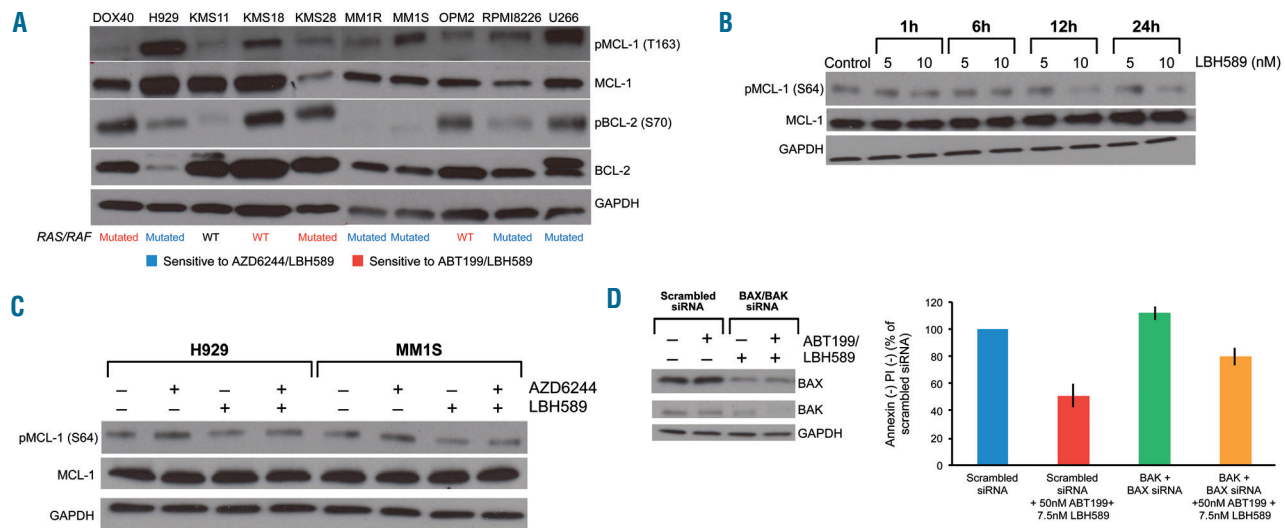 A
DOX40 H929 KMS11 KMS18 KMS28 MM1R MM1S OPM2 RPMI8226 U266
pMCL-1 (T163)
MCL-1
pBCL-2 (S70)
BCL-2
GAPDH
RAS/RAF Mutated Mutated WT WT Mutated Mutated Mutated WT Mutated Mutated
Sensitive to AZD6244/LBH589 Sensitive to ABT199/LBH589
B
1h 6h 12h 24h
Control 5 10 5 10 5 10 5 10 LBH589 (nM)
pMCL-1 (S64)
MCL-1
GAPDH
C
H929 MM1S
– + – + – + – + AZD6244
– – + + – – + + LBH589
pMCL-1 (S64)
MCL-1
GAPDH
D
Scrambled siRNA
BAX/BAK siRNA
– + – + ABT199/
– – + + LBH589
BAX
BAK
GAPDH
Annexin (-) PI (-) (% of
scrambled siRNA)
120
100
80
60
40
20
0
Scrambled
siRNA
Scrambled
siRNA
+ 50nM ABT199+
7.5nM LBH589
BAK +
BAX siRNA
BAK +
BAX siRNA
+50nM ABT199 +
7.5nM LBH589